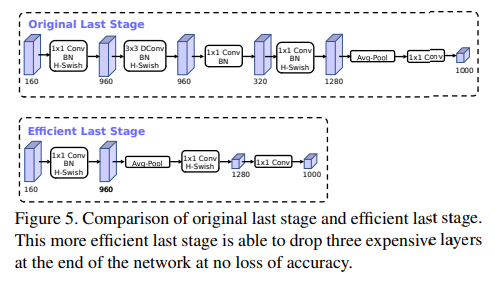 Original Last Stage
1x1 Conv
BN
H-Swish
3x3 DConv
BN
H-Swish
1x1 Conv
BN
1x1 Conv
BN
H-Swish
Avg-Pool
1x1 Conv
160
960
960
320
1280
1000
Efficient Last Stage
1x1 Conv
BN
H-Swish
Avg-Pool
1x1 Conv
H-Swish
1x1 Conv
160
960
1280
1000
Figure 5. Comparison of original last stage and efficient last stage.
This more efficient last stage is able to drop three expensive layers
at the end of the network at no loss of accuracy.